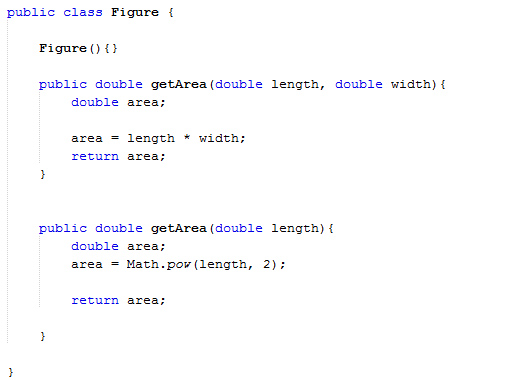 public class Figure {
Figure(){}
public double getArea(double length, double width){
double area;
area = length * width;
return area;
}
public double getArea(double length){
double area;
area = Math.pow(length, 2);
return area;
}
}